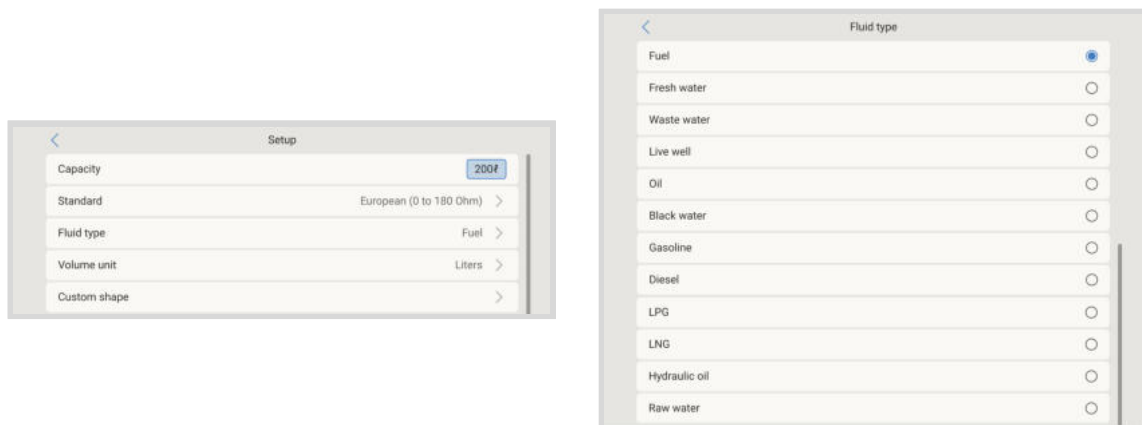 Setup
Capacity 200ℓ
Standard European (0 to 180 Ohm)
Fluid type Fuel
Volume unit Liters
Custom shape
Fluid type
Fuel
Fresh water
Waste water
Live well
Oil
Black water
Gasoline
Diesel
LPG
LNG
Hydraulic oil
Raw water